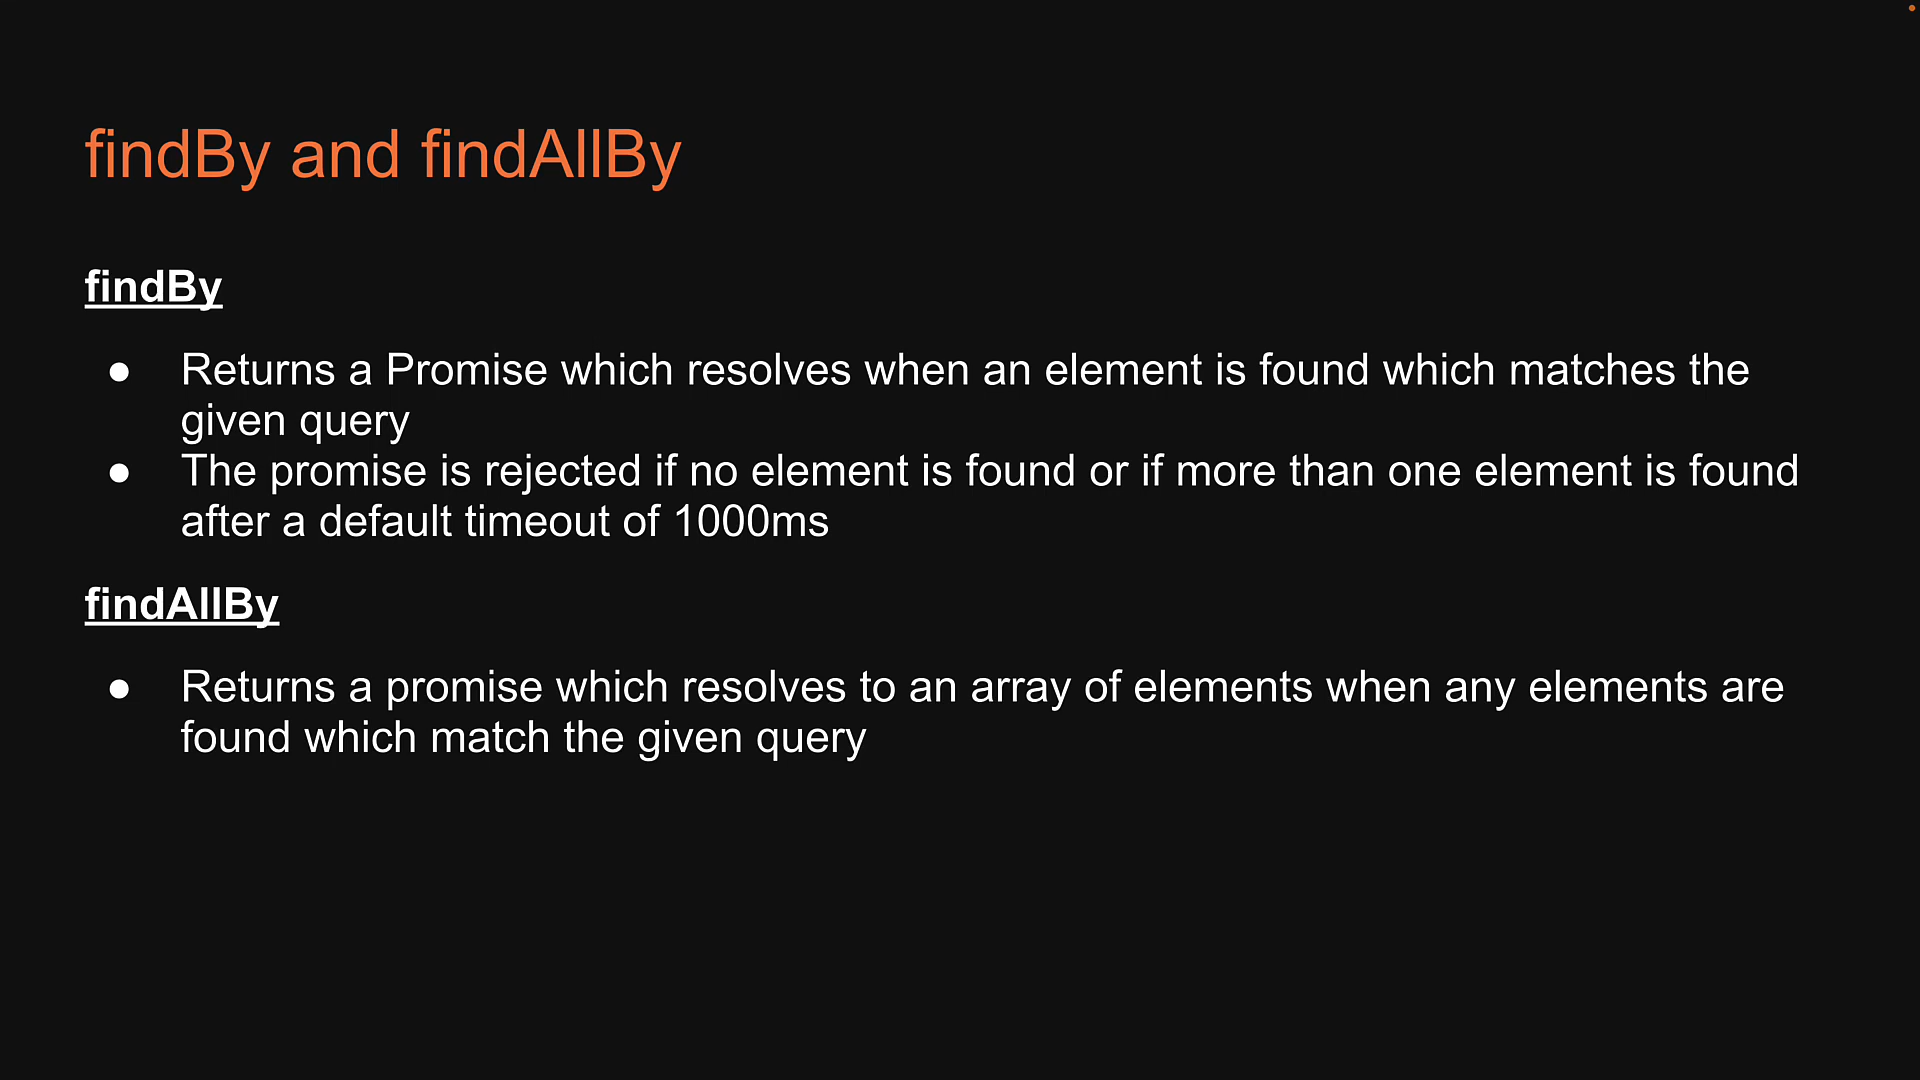 findBy and findAllBy
findBy
● Returns a Promise which resolves when an element is found which matches the
given query
● The promise is rejected if no element is found or if more than one element is found
after a default timeout of 1000ms
findAllBy
● Returns a promise which resolves to an array of elements when any elements are
found which match the given query